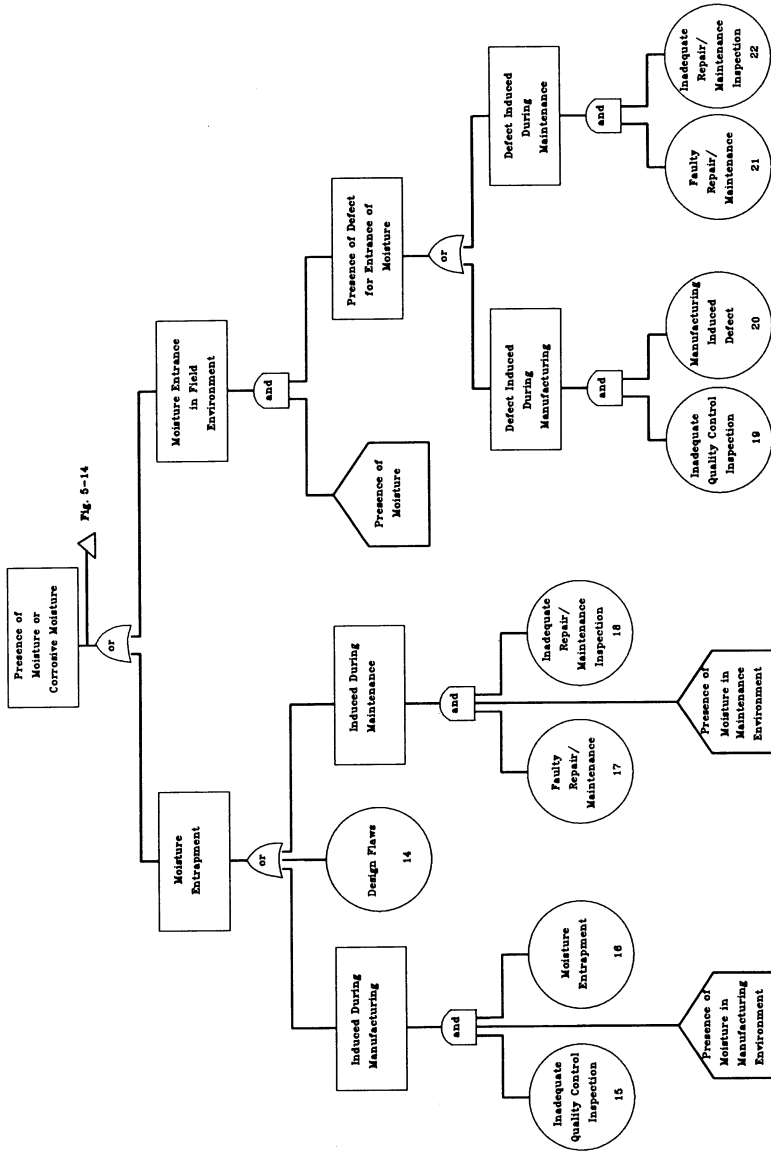 Presence of
Moisture or
Corrosive Moisture
Fig. 5-14
or
Moisture
Entrapment
Moisture Entrance
in Field
Environment
or
and
Induced During
Manufacturing
Design Flaws
14
Induced During
Maintenance
Presence of
Moisture
Presence of Defect
for Entrance of
Moisture
and
and
or
Inadequate
Quality Control
Inspection
15
Moisture
Entrapment
16
Faulty
Repair/
Maintenance
17
Inadequate
Repair/
Maintenance
Inspection
18
Defect Induced
During
Manufacturing
Defect Induced
During
Maintenance
and
and
Presence of
Moisture in
Manufacturing
Environment
Presence of
Moisture in
Maintenance
Environment
Inadequate
Quality Control
Inspection
19
Manufacturing
Induced
Defect
20
Faulty
Repair/
Maintenance
21
Inadequate
Repair/
Maintenance
Inspection
22